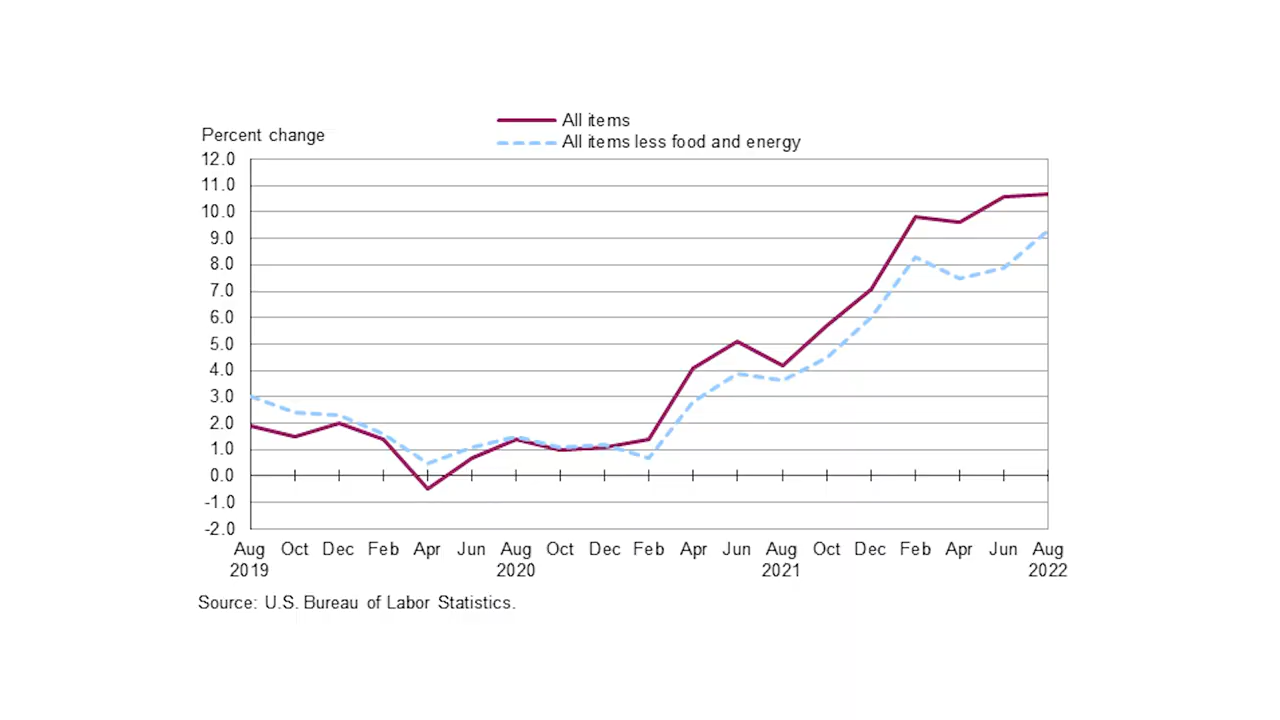 All items
Percent change
All items less food and energy
12.0
11.0
10.0
9.0
8.0
7.0
6.0
5.0
4.0
3.0
2.0
1.0
0.0
-1.0
-2.0
Aug Oct Dec Feb Apr Jun Aug Oct Dec Feb Apr Jun Aug Oct Dec Feb Apr Jun Aug
2019 2020 2021 2022
Source: U.S. Bureau of Labor Statistics.